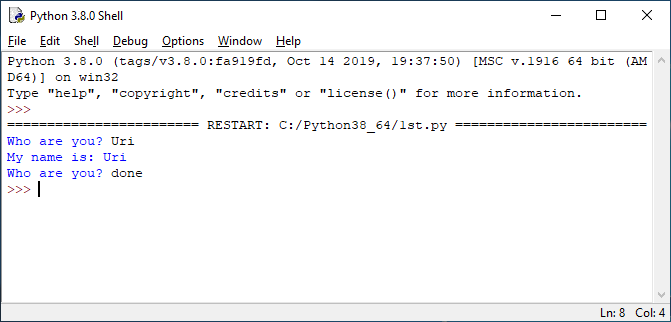 Python 3.8.0 Shell
File Edit Shell Debug Options Window Help
Python 3.8.0 (tags/v3.8.0:fa919fd, Oct 14 2019, 19:37:50) [MSC v.1916 64 bit (AM
D64)] on win32
Type "help", "copyright", "credits" or "license()" for more information.
>>>
======================== RESTART: C:/Python38_64/1st.py ========================
Who are you? Uri
My name is: Uri
Who are you? done
>>>
Ln: 8 Col: 4